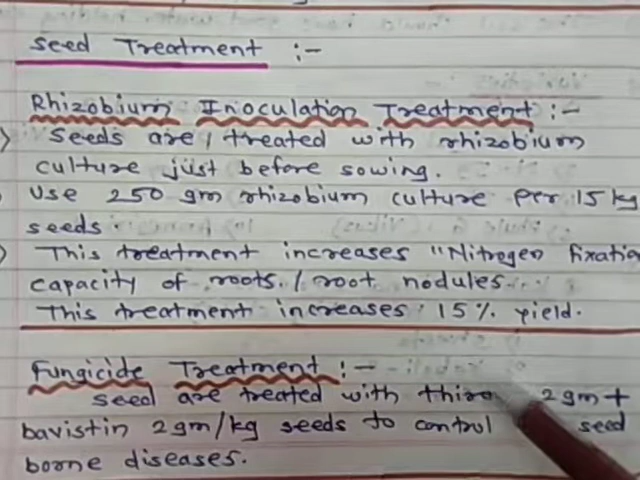 Seed Treatment :-
Rhizobium Inoculation Treatment :-
Seeds are treated with rhizobium
culture just before sowing.
Use 250 gm rhizobium culture per 15 kg
seeds.
This treatment increases "Nitrogen fixation
capacity of roots / root nodules.
This treatment increases 15% yield.
Fungicide Treatment :-
seed are treated with 2gm +
bavistin 2gm/kg seeds to control seed
borne diseases.